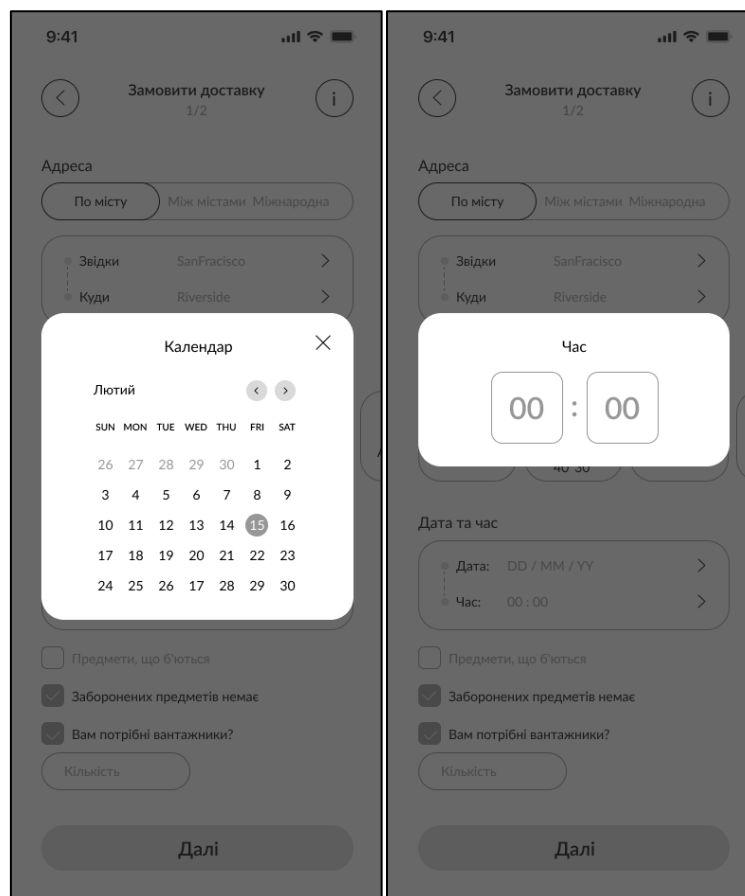 9:41
Замовити доставку
1/2
i
Адреса
По місту Між містами Міжнародна
Звідки SanFracisco
Куди Riverside
Календар
Лютий
SUN MON TUE WED THU FRI SAT
26 27 28 29 30 1 2
3 4 5 6 7 8 9
10 11 12 13 14 15 16
17 18 19 20 21 22 23
24 25 26 17 28 29 30
Предмети, що б'ються
Заборонених предметів немає
Вам потрібні вантажники?
Кількість
Далі
9:41
Замовити доставку
1/2
i
Адреса
По місту Між містами Міжнародна
Звідки SanFracisco
Куди Riverside
Час
00 : 00
Дата та час
Дата: DD / MM / YY
Час: 00 : 00
Предмети, що б'ються
Заборонених предметів немає
Вам потрібні вантажники?
Кількість
Далі